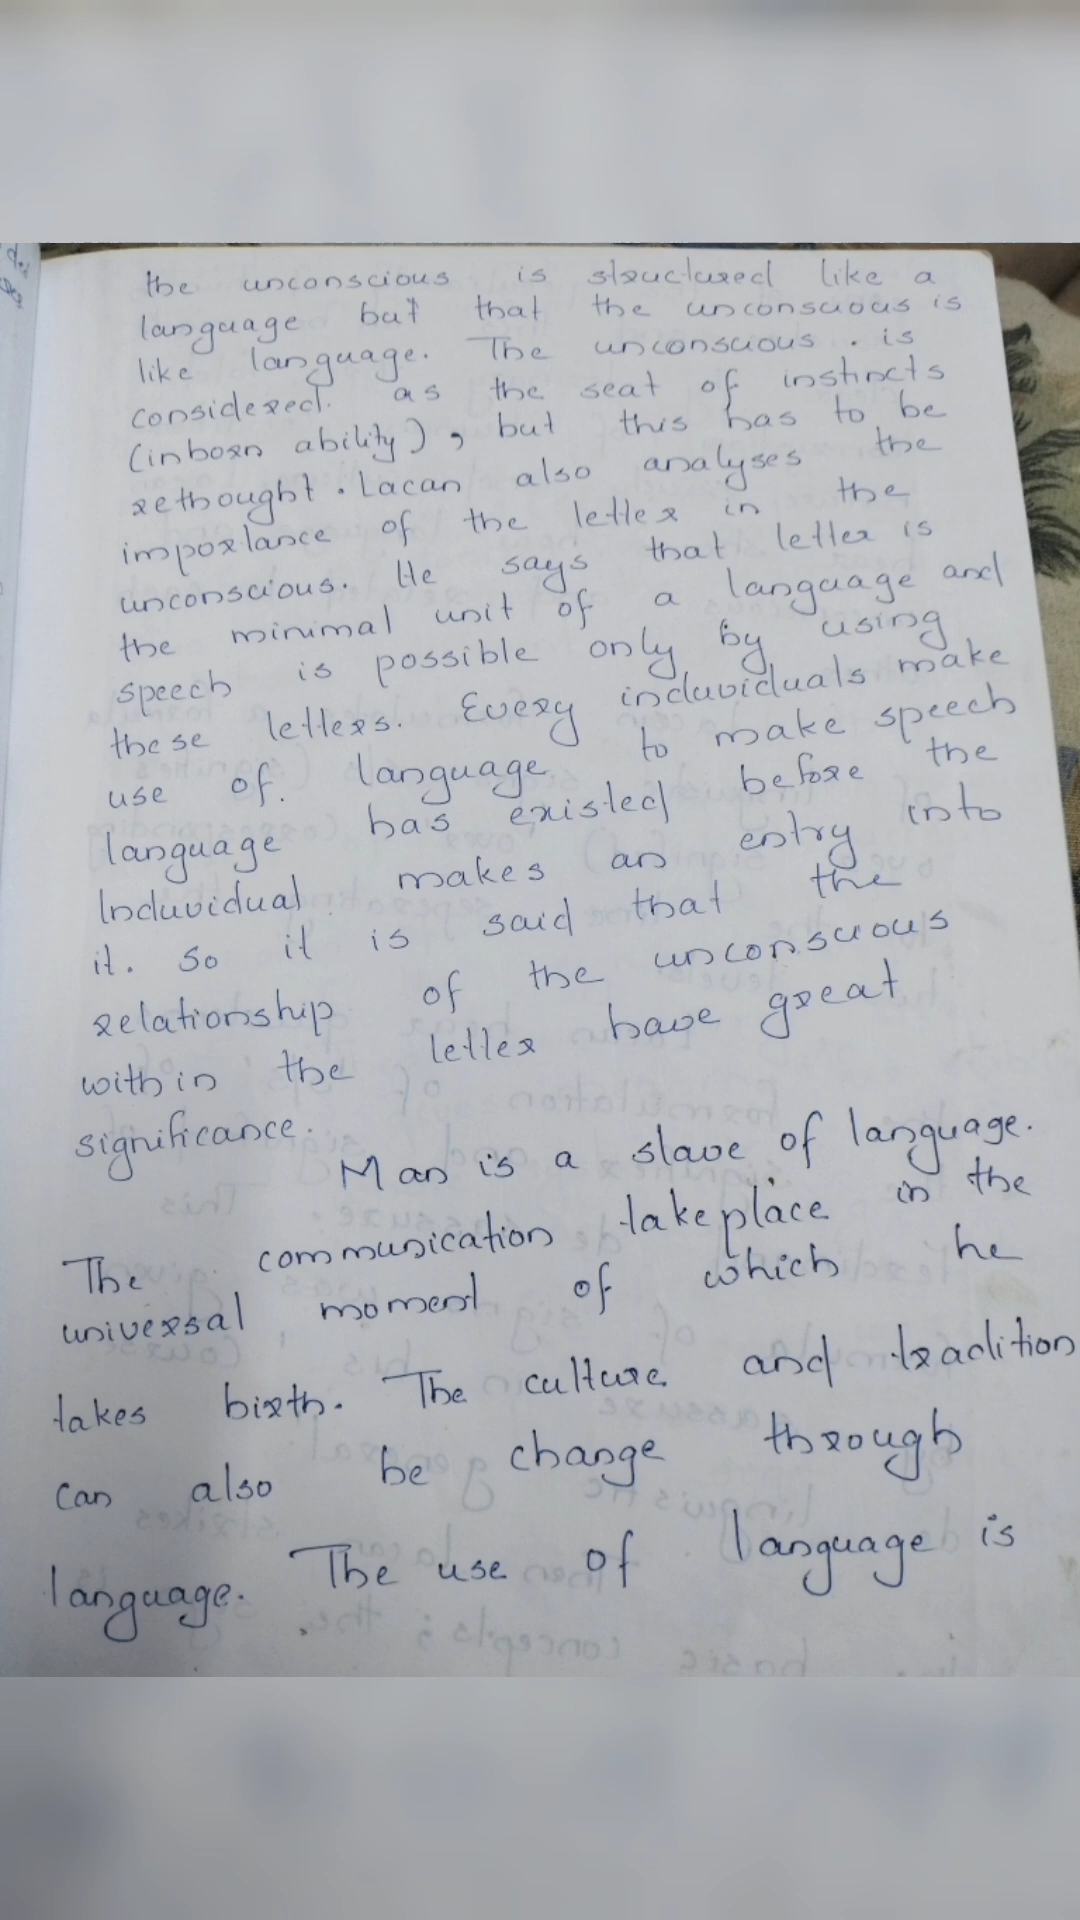 the unconscious is structured like a
language but that the unconscuous is
like language. The unconscuous. is
considered. as the seat of instincts
(inborn ability), but this has to be
rethought. Lacan also analyses the
importance of the letter in the
unconscious. He says that letter is
the minimal unit of a language and
speech is possible only by using
these letters. Every induviduals make
use of. language to make speech
language has existed before the
Induvidual makes an entry into
it. So it is said that the
relationship of the unconscuous
within the letter have great
significance.
Man is a slave of language.
The communication takeplace in the
universal moment of which he
takes birth. The culture and tradition
can also be change through
language. The use of language is